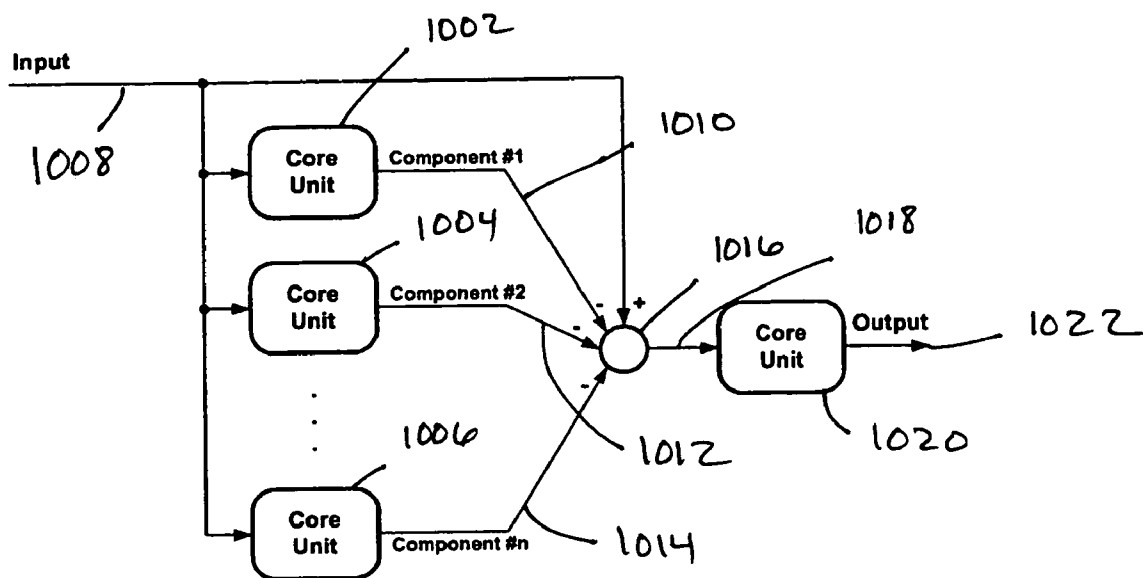 1002
Input
1010
1008
Core
Unit
Component #1
1004
1018
1016
Core
Unit
Component #2
-
+
-
-
Core
Unit
Output
1022
1006
1012
1020
Core
Unit
Component #n
1014